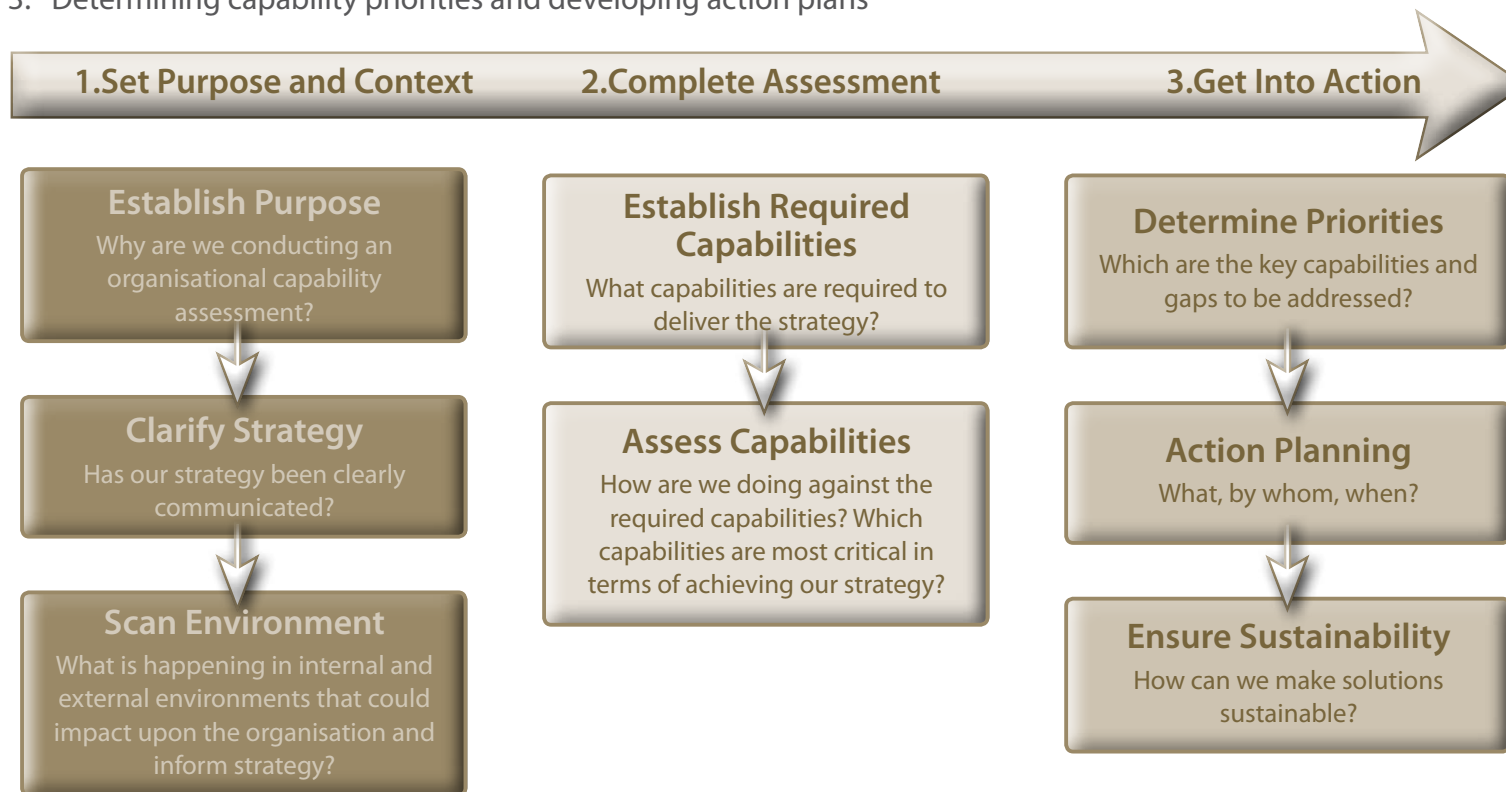 3. Determining capability priorities and developing action plans
1.Set Purpose and Context
2.Complete Assessment
3.Get Into Action
Establish Purpose
Why are we conducting an
organisational capability
assessment?
Clarify Strategy
Has our strategy been clearly
communicated?
Scan Environment
What is happening in internal and
external environments that could
impact upon the organisation and
inform strategy?
Establish Required
Capabilities
What capabilities are required to
deliver the strategy?
Assess Capabilities
How are we doing against the
required capabilities? Which
capabilities are most critical in
terms of achieving our strategy?
Determine Priorities
Which are the key capabilities and
gaps to be addressed?
Action Planning
What, by whom, when?
Ensure Sustainability
How can we make solutions
sustainable?